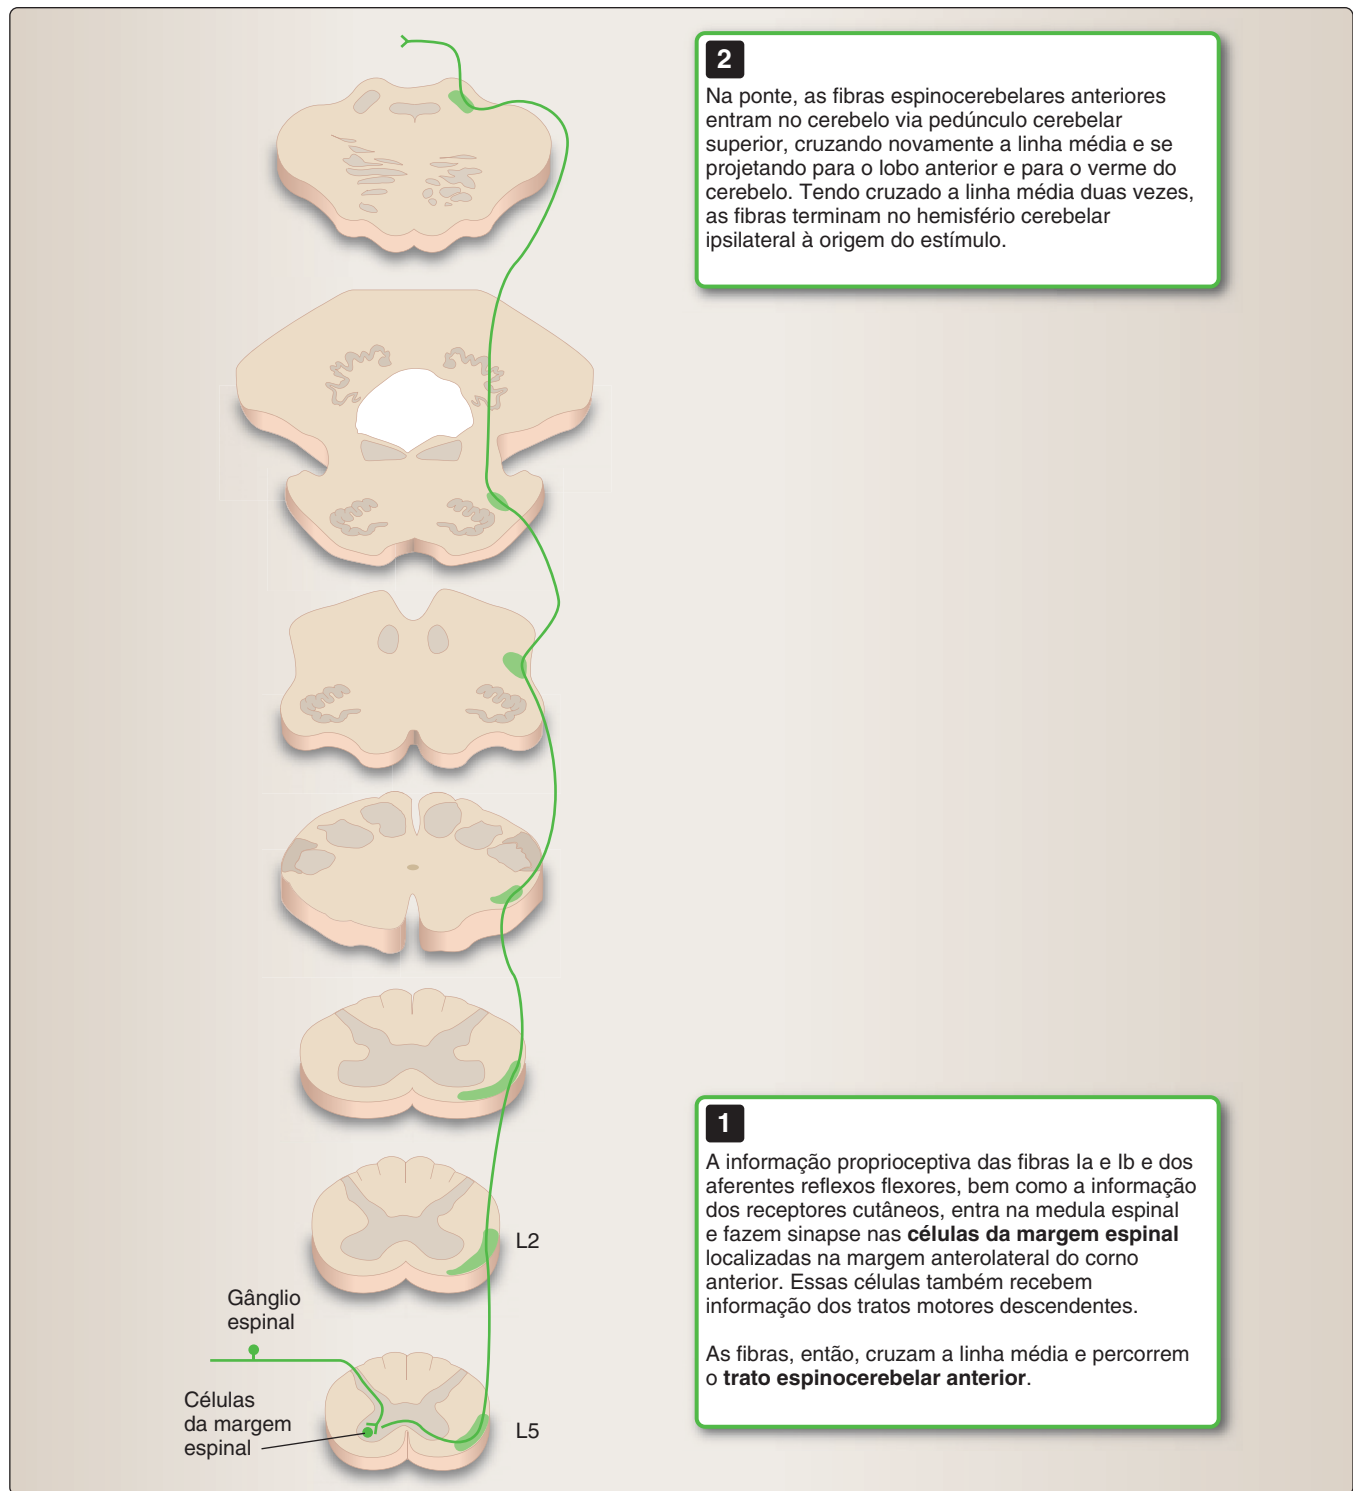 2
Na ponte, as fibras espinocerebelares anteriores
entram no cerebelo via pedúnculo cerebelar
superior, cruzando novamente a linha média e se
projetando para o lobo anterior e para o verme do
cerebelo. Tendo cruzado a linha média duas vezes,
as fibras terminam no hemisfério cerebelar
ipsilateral à origem do estímulo.
1
A informação proprioceptiva das fibras Ia e Ib e dos
aferentes reflexos flexores, bem como a informação
dos receptores cutâneos, entra na medula espinal
e fazem sinapse nas células da margem espinal
localizadas na margem anterolateral do corno
anterior. Essas células também recebem
informação dos tratos motores descendentes.
As fibras, então, cruzam a linha média e percorrem
o trato espinocerebelar anterior.
L2
Gânglio
espinal
Células
da margem
espinal
L5